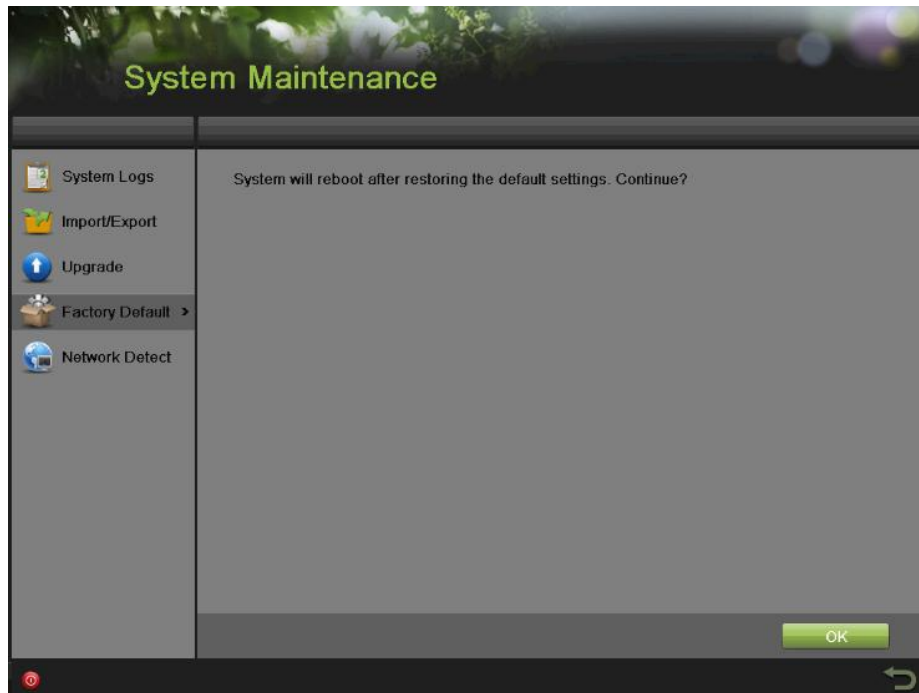 System Maintenance
System Logs
Import/Export
Upgrade
Factory Default >
Network Detect
System will reboot after restoring the default settings. Continue?
OK